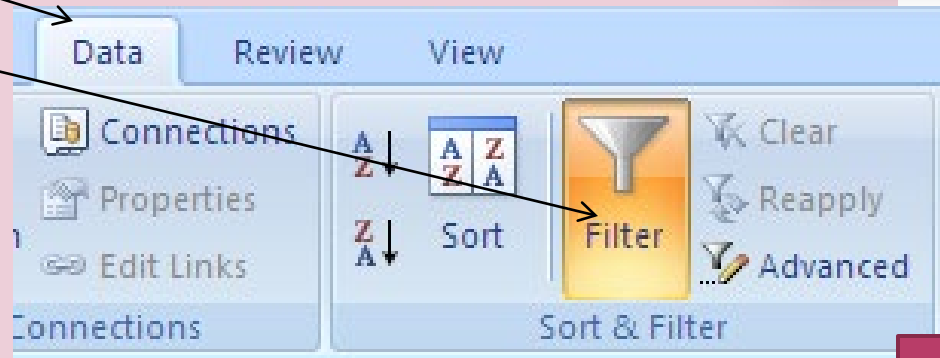 Data Review View
Connections
Properties
Edit Links
Connections
A
Z
Z
A
A Z
Z A
Sort
Filter
Clear
Reapply
Advanced
Sort & Filter